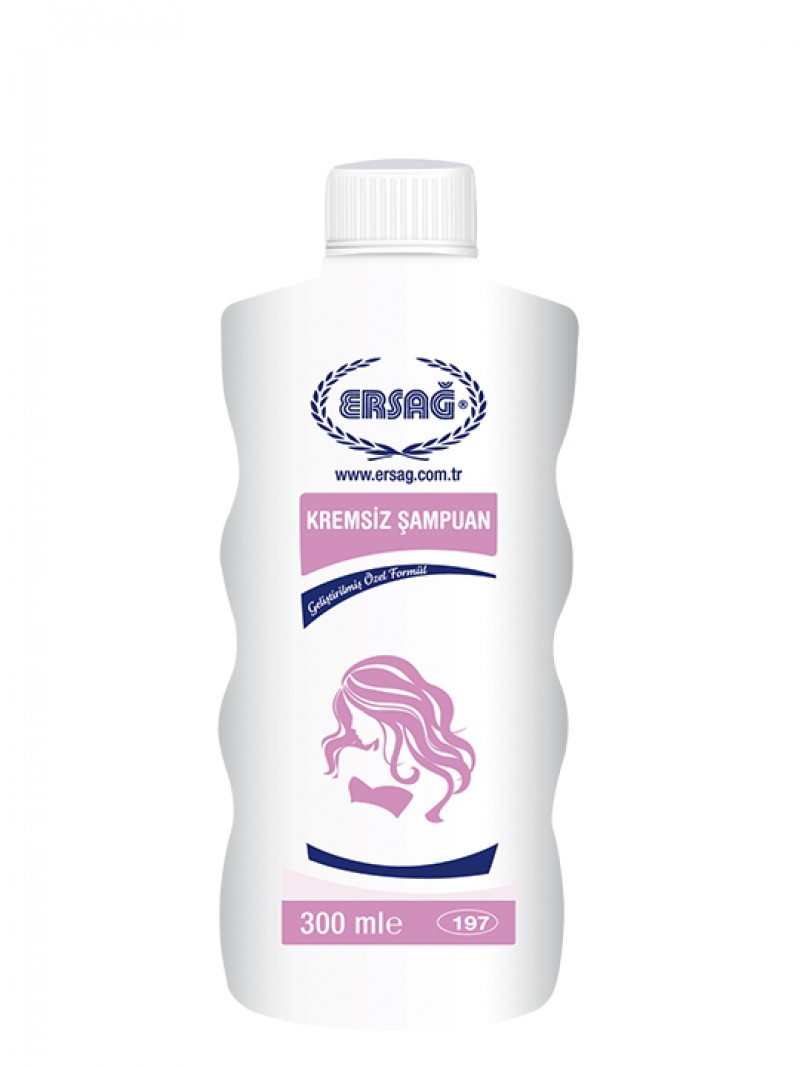 ERSAĞ®
www.ersag.com.tr
KREMSİZ ŞAMPUAN
Geliştirilmiş Özel Formül
300 ml℮
197